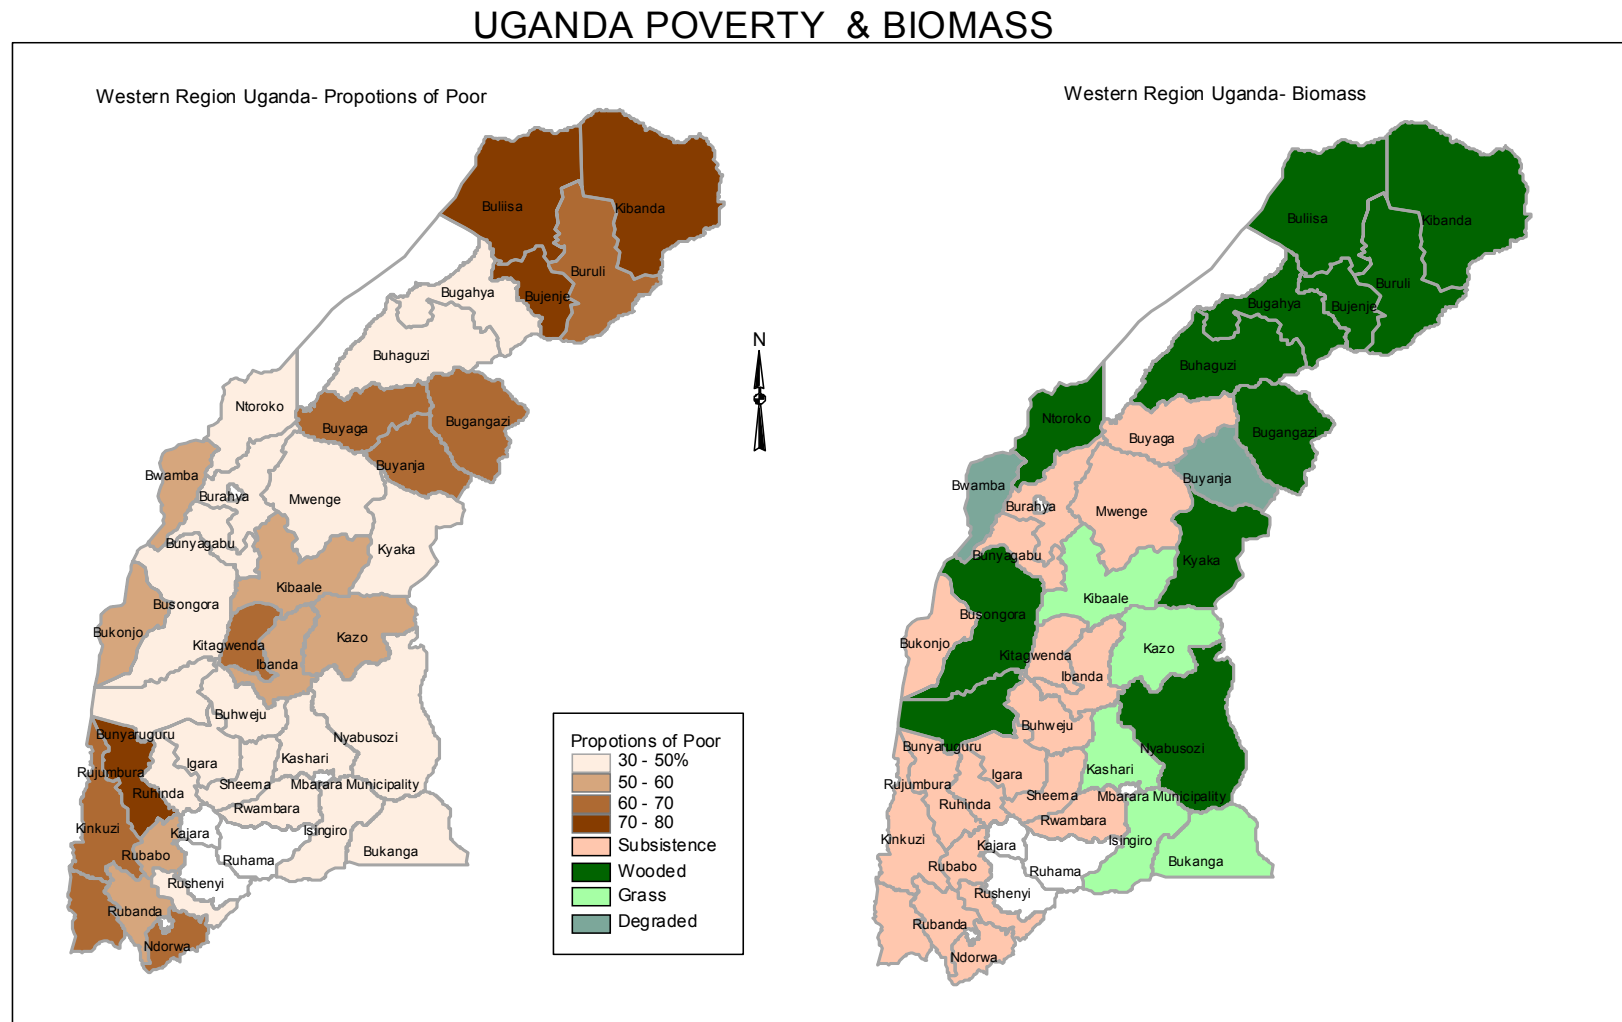 UGANDA POVERTY & BIOMASS
Western Region Uganda- Propotions of Poor
Buliisa
Kibanda
Buruli
Bujenje
Bugahya
Buhaguzi
Ntoroko
Buyaga
Bugangazi
Buyanja
Bwamba
Burahya
Mwenge
Bunyagabu
Kyaka
Kibaale
Busongora
Bukonjo
Kitagwenda
Kazo
Ibanda
Buhweju
Bunyaruguru
Nyabusozi
Kashari
Igara
Rujumbura
Sheema
Mbarara Municipality
Ruhinda
Rwambara
Kinkuzi
Kajara
Isingiro
Rubabo
Ruhama
Bukanga
Rushenyi
Rubanda
Ndorwa
N
Propotions of Poor
30 - 50%
50 - 60
60 - 70
70 - 80
Subsistence
Wooded
Grass
Degraded
Western Region Uganda- Biomass
Buliisa
Kibanda
Buruli
Bugahya
Bujenje
Buhaguzi
Ntoroko
Buyaga
Bugangazi
Buyanja
Bwamba
Burahya
Mwenge
Bunyagabu
Kyaka
Kibaale
Busongora
Bukonjo
Kitagwenda
Kazo
Ibanda
Buhweju
Bunyaruguru
Nyabusozi
Kashari
Igara
Rujumbura
Sheema
Mbarara Municipality
Ruhinda
Rwambara
Kinkuzi
Kajara
Isingiro
Rubabo
Ruhama
Bukanga
Rushenyi
Rubanda
Ndorwa